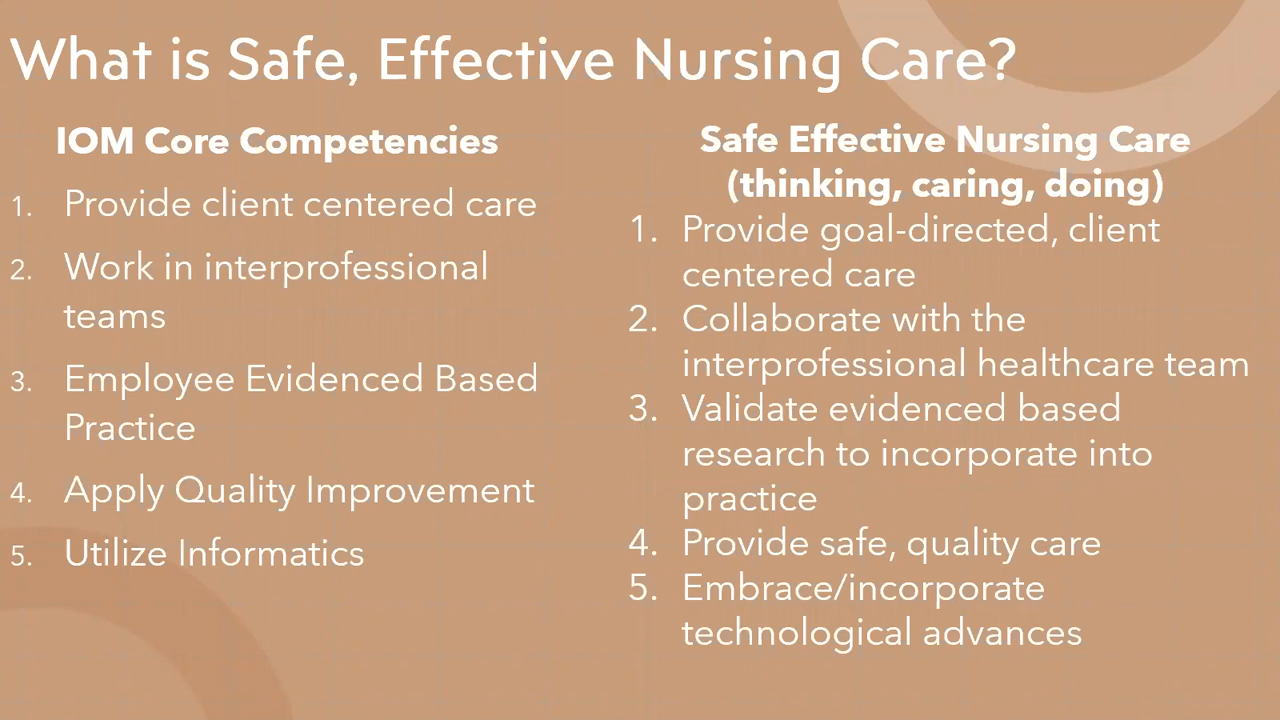 What is Safe, Effective Nursing Care?
IOM Core Competencies
1. Provide client centered care
2. Work in interprofessional
teams
3. Employee Evidenced Based
Practice
4. Apply Quality Improvement
5. Utilize Informatics
Safe Effective Nursing Care
(thinking, caring, doing)
1. Provide goal-directed, client
centered care
2. Collaborate with the
interprofessional healthcare team
3. Validate evidenced based
research to incorporate into
practice
4. Provide safe, quality care
5. Embrace/incorporate
technological advances